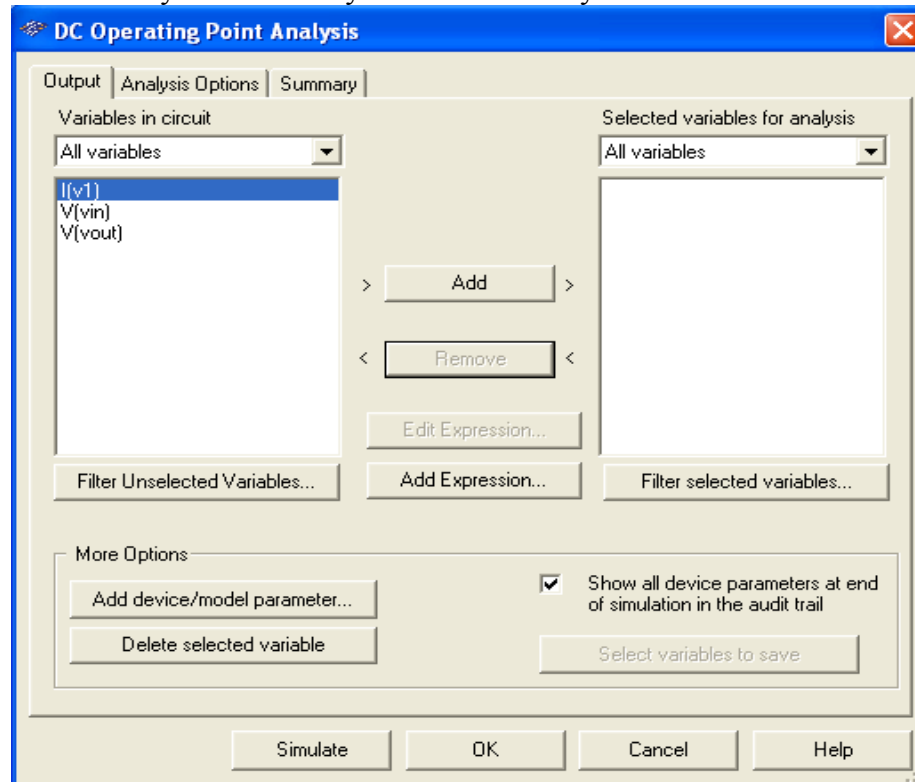 DC Operating Point Analysis
Output Analysis Options Summary
Variables in circuit
Selected variables for analysis
All variables
All variables
I(v1)
V(vin)
V(vout)
> Add >
< Remove <
Edit Expression...
Filter Unselected Variables...
Add Expression...
Filter selected variables...
More Options
Add device/model parameter...
Show all device parameters at end
of simulation in the audit trail
Delete selected variable
Select variables to save
Simulate OK Cancel Help